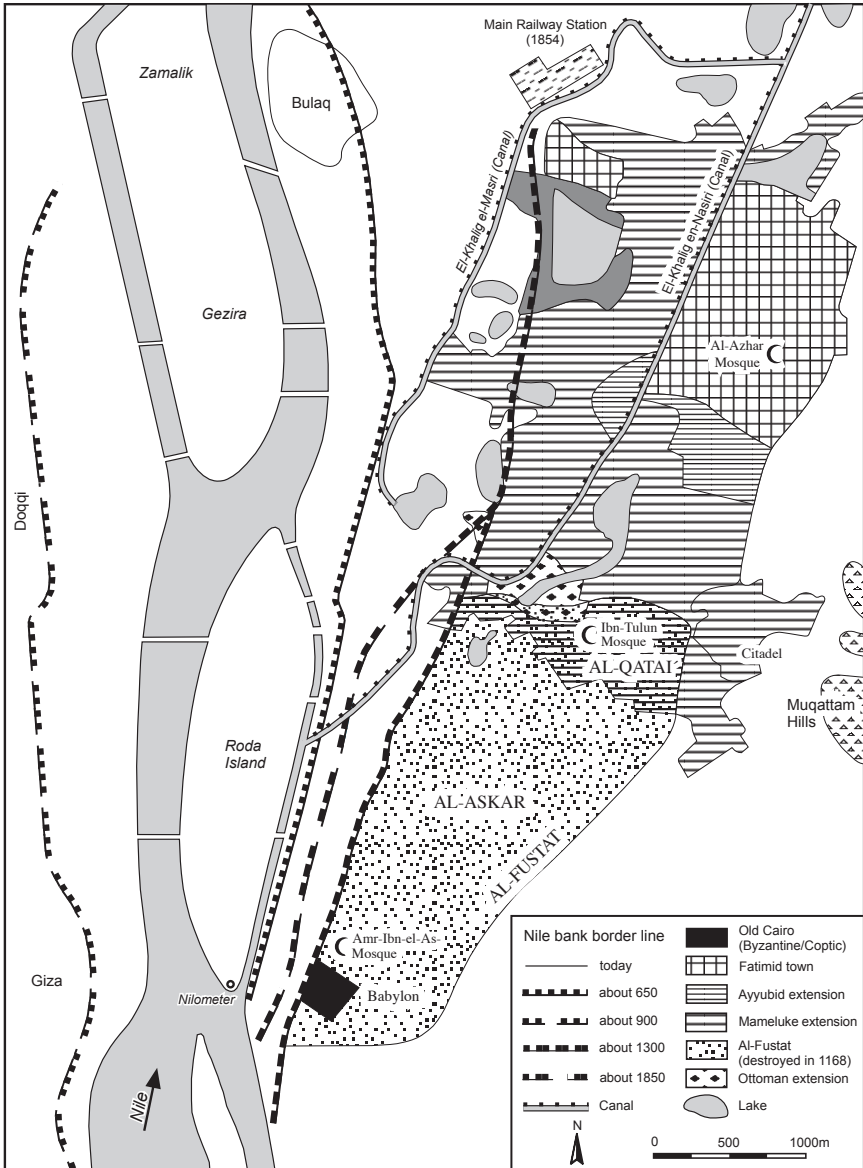 Main Railway Station
(1854)
Zamalik
Bulaq
El-Khalig el-Masri (Canal)
El-Khalig en-Nasiri (Canal)
Gezira
Al-Azhar
Mosque
Doqqi
Ibn-Tulun
Mosque
AL-QATAI
Citadel
Muqattam
Hills
Roda
Island
AL-ASKAR
AL-FUSTAT
Amr-Ibn-el-As-
Mosque
Giza
Nilometer
Babylon
Nile
Nile bank border line
today
about 650
about 900
about 1300
about 1850
Canal
N
Old Cairo
(Byzantine/Coptic)
Fatimid town
Ayyubid extension
Mameluke extension
Al-Fustat
(destroyed in 1168)
Ottoman extension
Lake
0 500 1000m